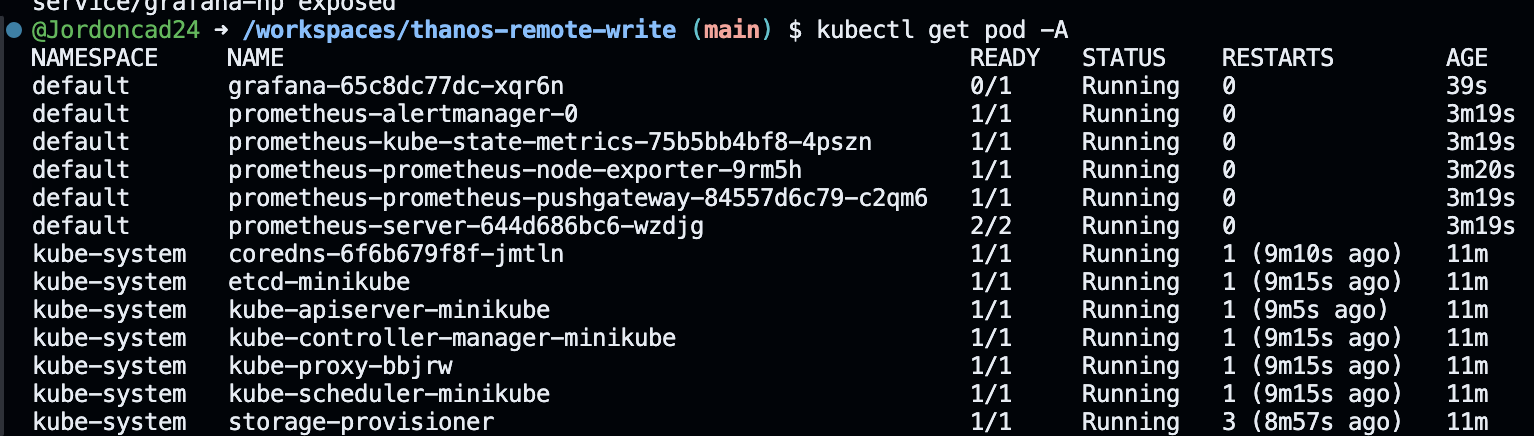 service/grafana-np exposed
@Jordoncad24 ➜ /workspaces/thanos-remote-write (main) $ kubectl get pod -A
NAMESPACE NAME READY STATUS RESTARTS AGE
default grafana-65c8dc77dc-xqr6n 0/1 Running 0 39s
default prometheus-alertmanager-0 1/1 Running 0 3m19s
default prometheus-kube-state-metrics-75b5bb4bf8-4pszn 1/1 Running 0 3m19s
default prometheus-prometheus-node-exporter-9rm5h 1/1 Running 0 3m20s
default prometheus-prometheus-pushgateway-84557d6c79-c2qm6 1/1 Running 0 3m19s
default prometheus-server-644d686bc6-wzdjg 2/2 Running 0 3m19s
kube-system coredns-6f6b679f8f-jmtln 1/1 Running 1 (9m10s ago) 11m
kube-system etcd-minikube 1/1 Running 1 (9m15s ago) 11m
kube-system kube-apiserver-minikube 1/1 Running 1 (9m5s ago) 11m
kube-system kube-controller-manager-minikube 1/1 Running 1 (9m15s ago) 11m
kube-system kube-proxy-bbjrw 1/1 Running 1 (9m15s ago) 11m
kube-system kube-scheduler-minikube 1/1 Running 1 (9m15s ago) 11m
kube-system storage-provisioner 1/1 Running 3 (8m57s ago) 11m